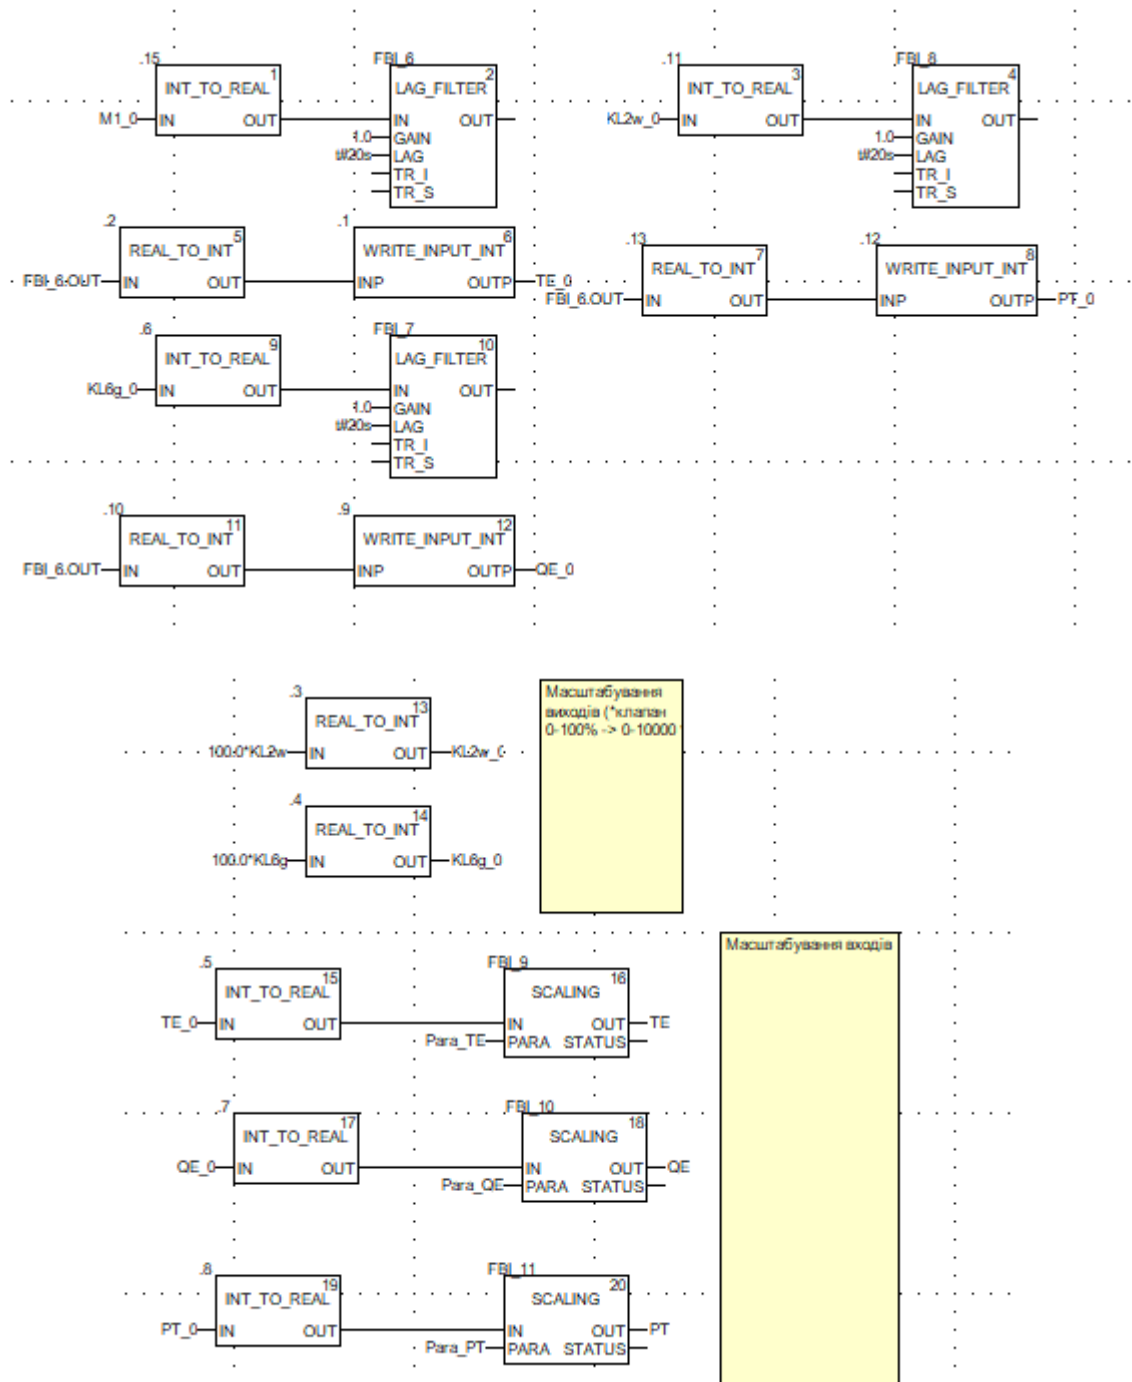 .15
1
INT_TO_REAL
M1_0
IN OUT
FBI_6
2
LAG_FILTER
IN OUT
1.0 GAIN
t#20s LAG
TR_I
TR_S
.11
3
INT_TO_REAL
KL2w_0
IN OUT
FBI_8
4
LAG_FILTER
IN OUT
1.0 GAIN
t#20s LAG
TR_I
TR_S
.2
5
REAL_TO_INT
FBI_6.OUT IN OUT
.1
6
WRITE_INPUT_INT
INP OUTP TE_0
.13
7
REAL_TO_INT
FBI_6.OUT IN OUT
.12
8
WRITE_INPUT_INT
INP OUTP PT_0
.6
9
INT_TO_REAL
KL6g_0 IN OUT
FBI_7
10
LAG_FILTER
IN OUT
1.0 GAIN
t#20s LAG
TR_I
TR_S
.10
11
REAL_TO_INT
FBI_6.OUT IN OUT
.9
12
WRITE_INPUT_INT
INP OUTP QE_0
.3
13
REAL_TO_INT
100.0*KL2w IN OUT KL2w_0
.4
14
REAL_TO_INT
100.0*KL6g IN OUT KL6g_0
Масштабування
виходів (*клапан
0-100% -> 0-10000
.5
15
INT_TO_REAL
TE_0 IN OUT
FBI_9
16
SCALING
IN OUT TE
Para_TE PARA STATUS
.7
17
INT_TO_REAL
QE_0 IN OUT
FBI_10
18
SCALING
IN OUT QE
Para_QE PARA STATUS
.8
19
INT_TO_REAL
PT_0 IN OUT
FBI_11
20
SCALING
IN OUT PT
Para_PT PARA STATUS
Масштабування входів